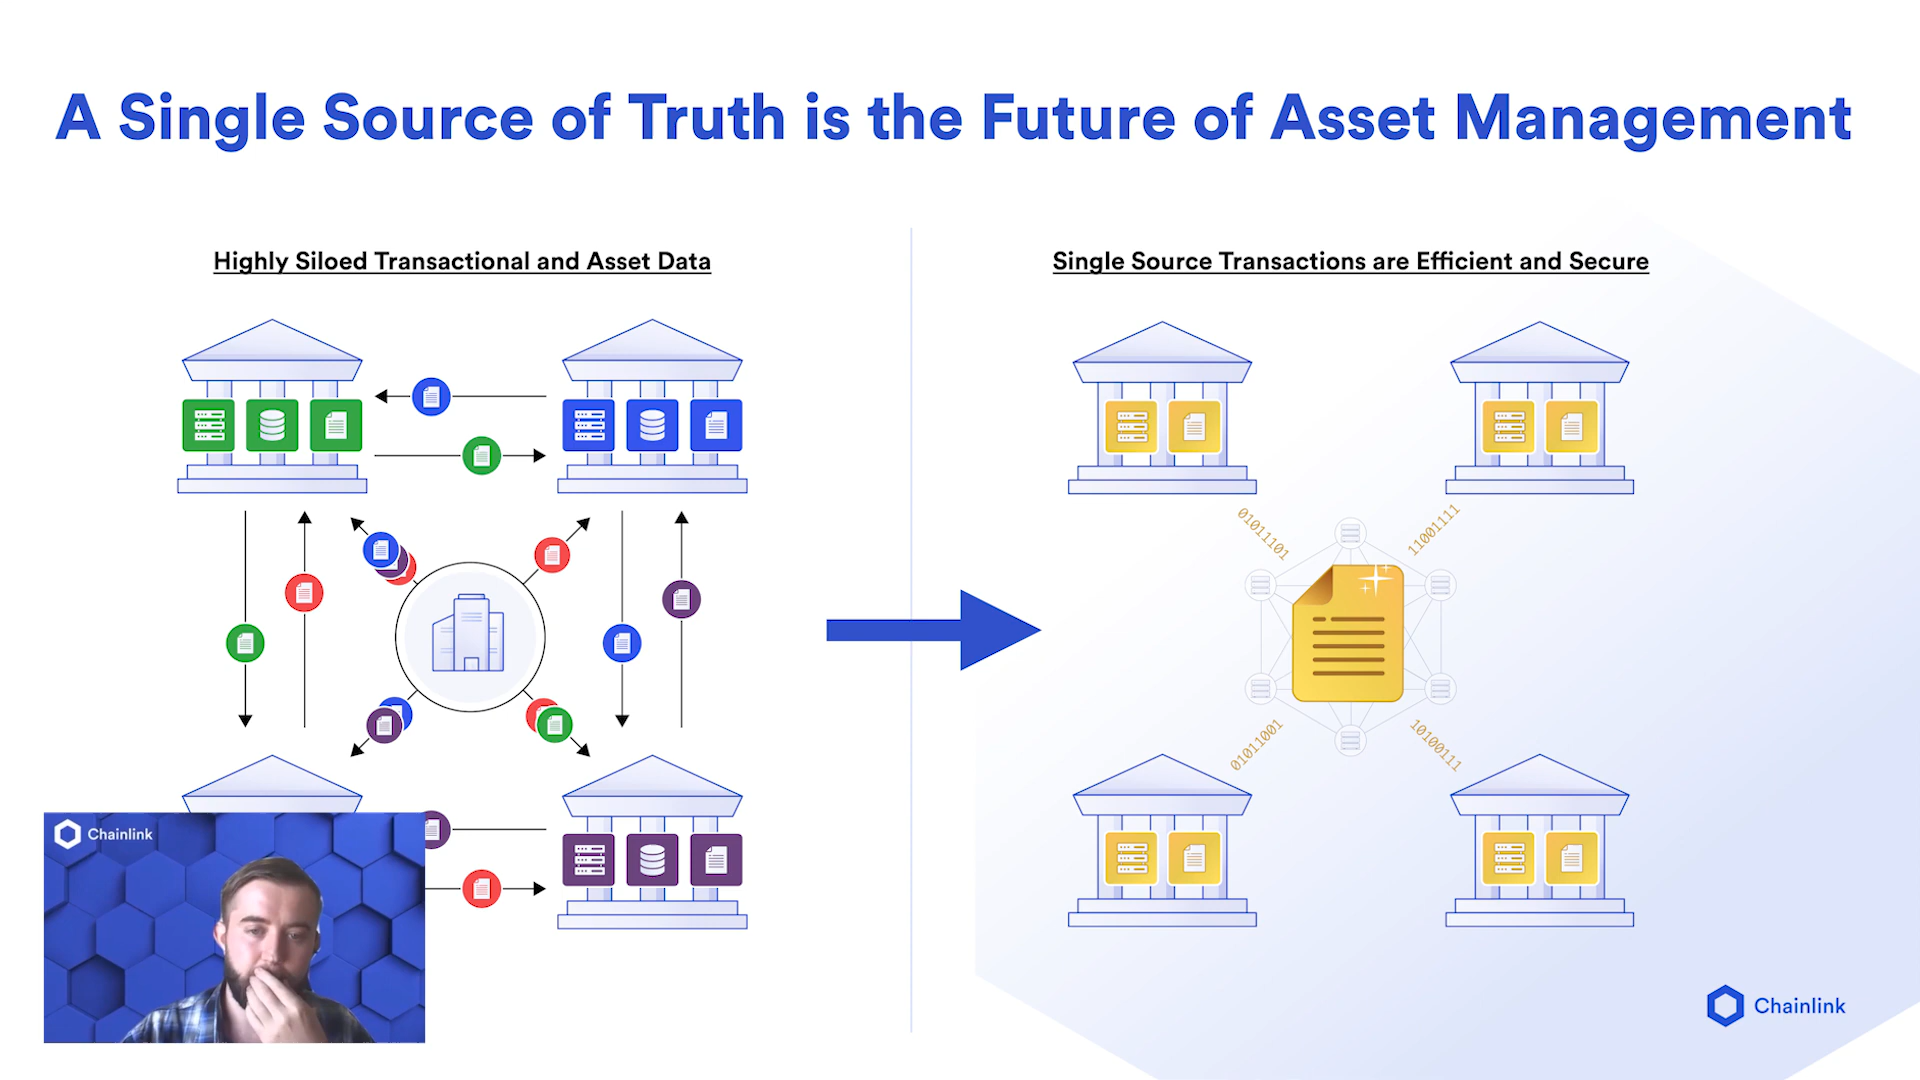 A Single Source of Truth is the Future of Asset Management
Highly Siloed Transactional and Asset Data
Single Source Transactions are Efficient and Secure
01011101
11001111
01011001
10100111
Chainlink
Chainlink